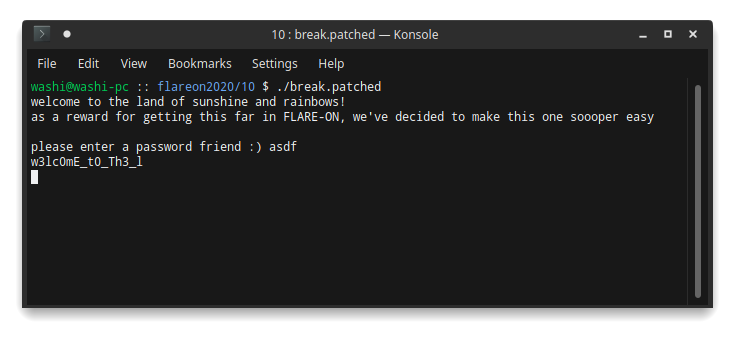 10 : break.patched — Konsole
File Edit View Bookmarks Settings Help
washi@washi-pc :: flareon2020/10 $ ./break.patched
welcome to the land of sunshine and rainbows!
as a reward for getting this far in FLARE-ON, we've decided to make this one soooper easy
please enter a password friend :) asdf
w3lc0mE_t0_Th3_l